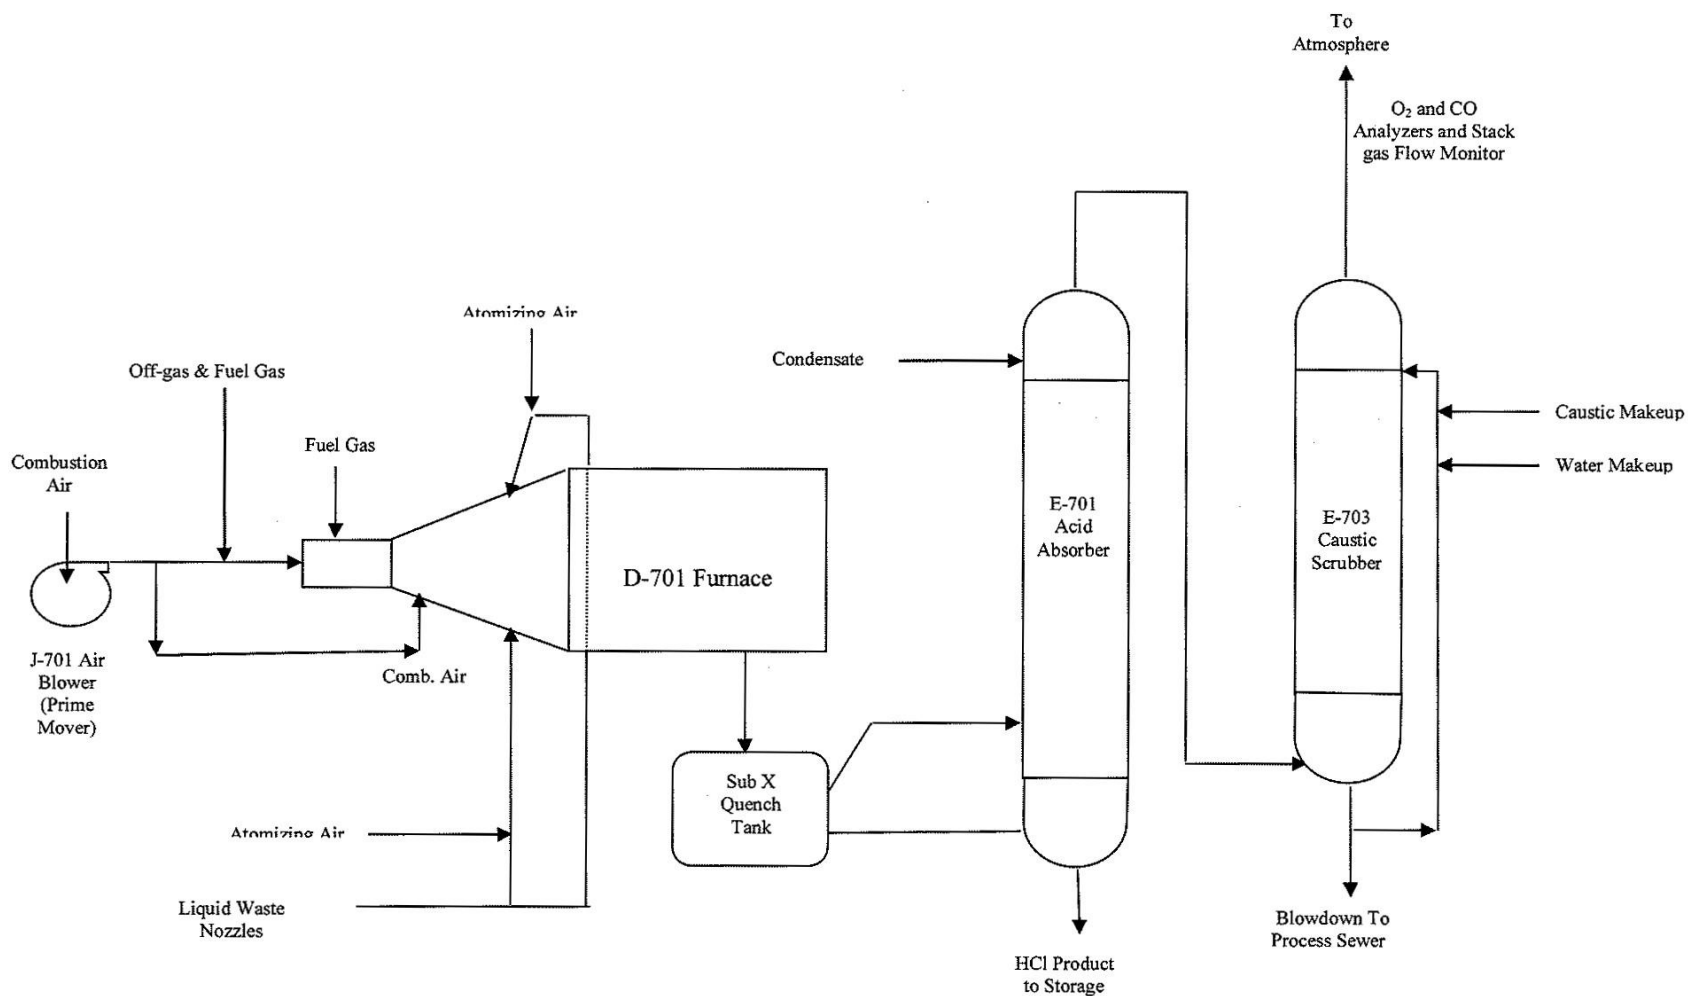 To
Atmosphere
O₂ and CO
Analyzers and Stack
gas Flow Monitor
Atomizing Air
Condensate
Off-gas & Fuel Gas
Caustic Makeup
Fuel Gas
Water Makeup
Combustion
Air
E-701
Acid
Absorber
E-703
Caustic
Scrubber
D-701 Furnace
J-701 Air
Blower
(Prime
Mover)
Comb. Air
Sub X
Quench
Tank
Atomizing Air
Liquid Waste
Nozzles
Blowdown To
Process Sewer
HCl Product
to Storage